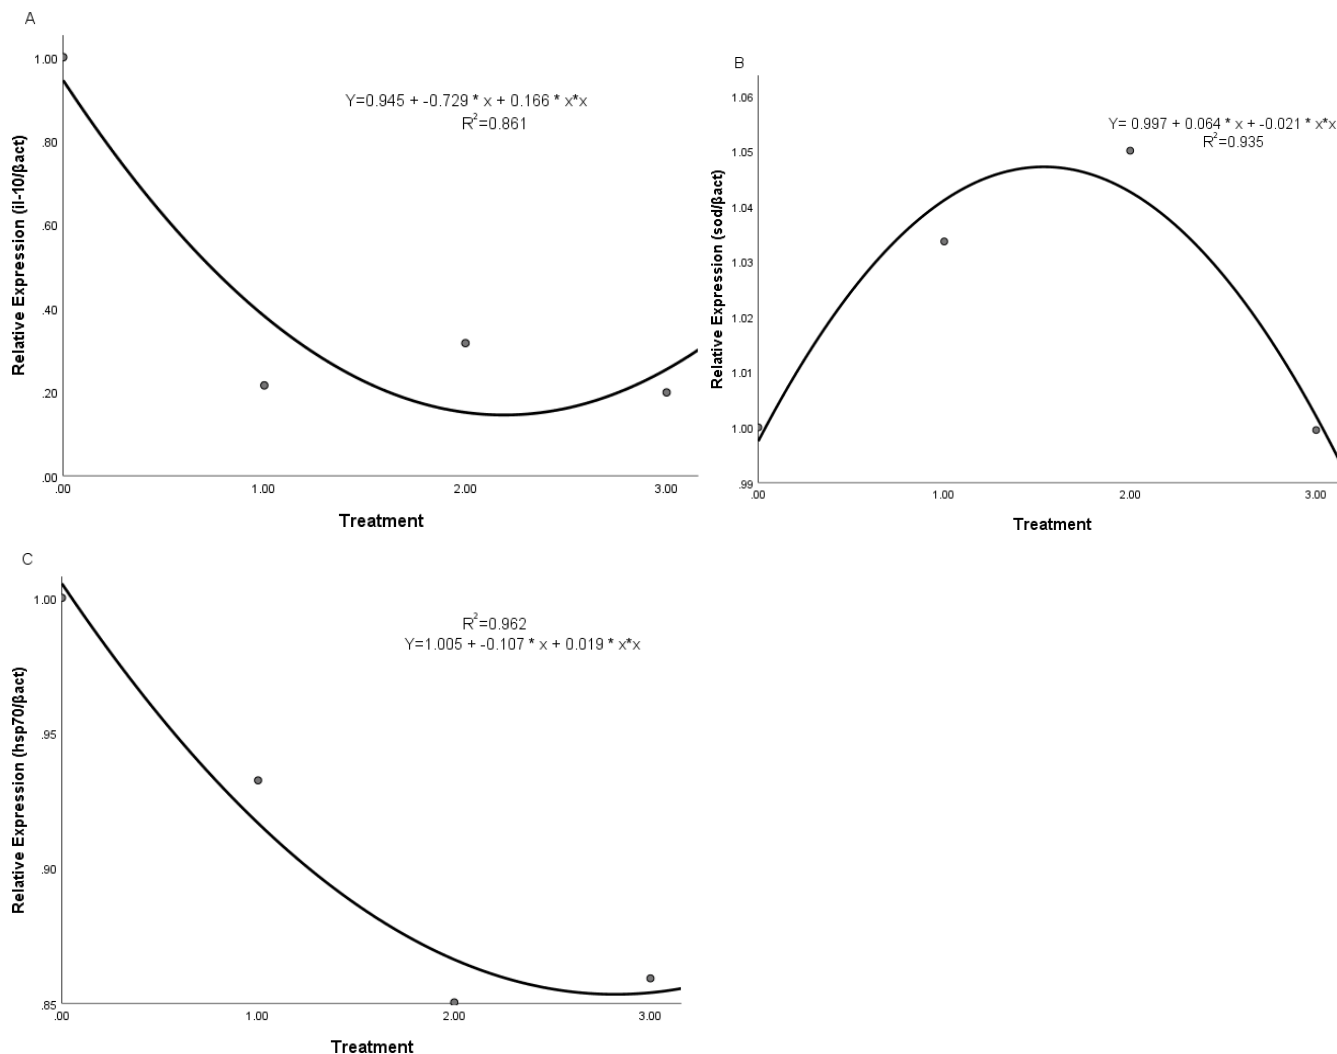 A
Relative Expression (il-10/βact)
1.00
.80
.60
.40
.20
.00
Y=0.945 + -0.729 * x + 0.166 * x*x
R²=0.861
.00 1.00 2.00 3.00
Treatment
B
Relative Expression (sod/βact)
1.06
1.05
1.04
1.03
1.02
1.01
1.00
.99
Y= 0.997 + 0.064 * x + -0.021 * x*x
R²=0.935
.00 1.00 2.00 3.00
Treatment
C
Relative Expression (hsp70/βact)
1.00
.95
.90
.85
R²=0.962
Y=1.005 + -0.107 * x + 0.019 * x*x
.00 1.00 2.00 3.00
Treatment